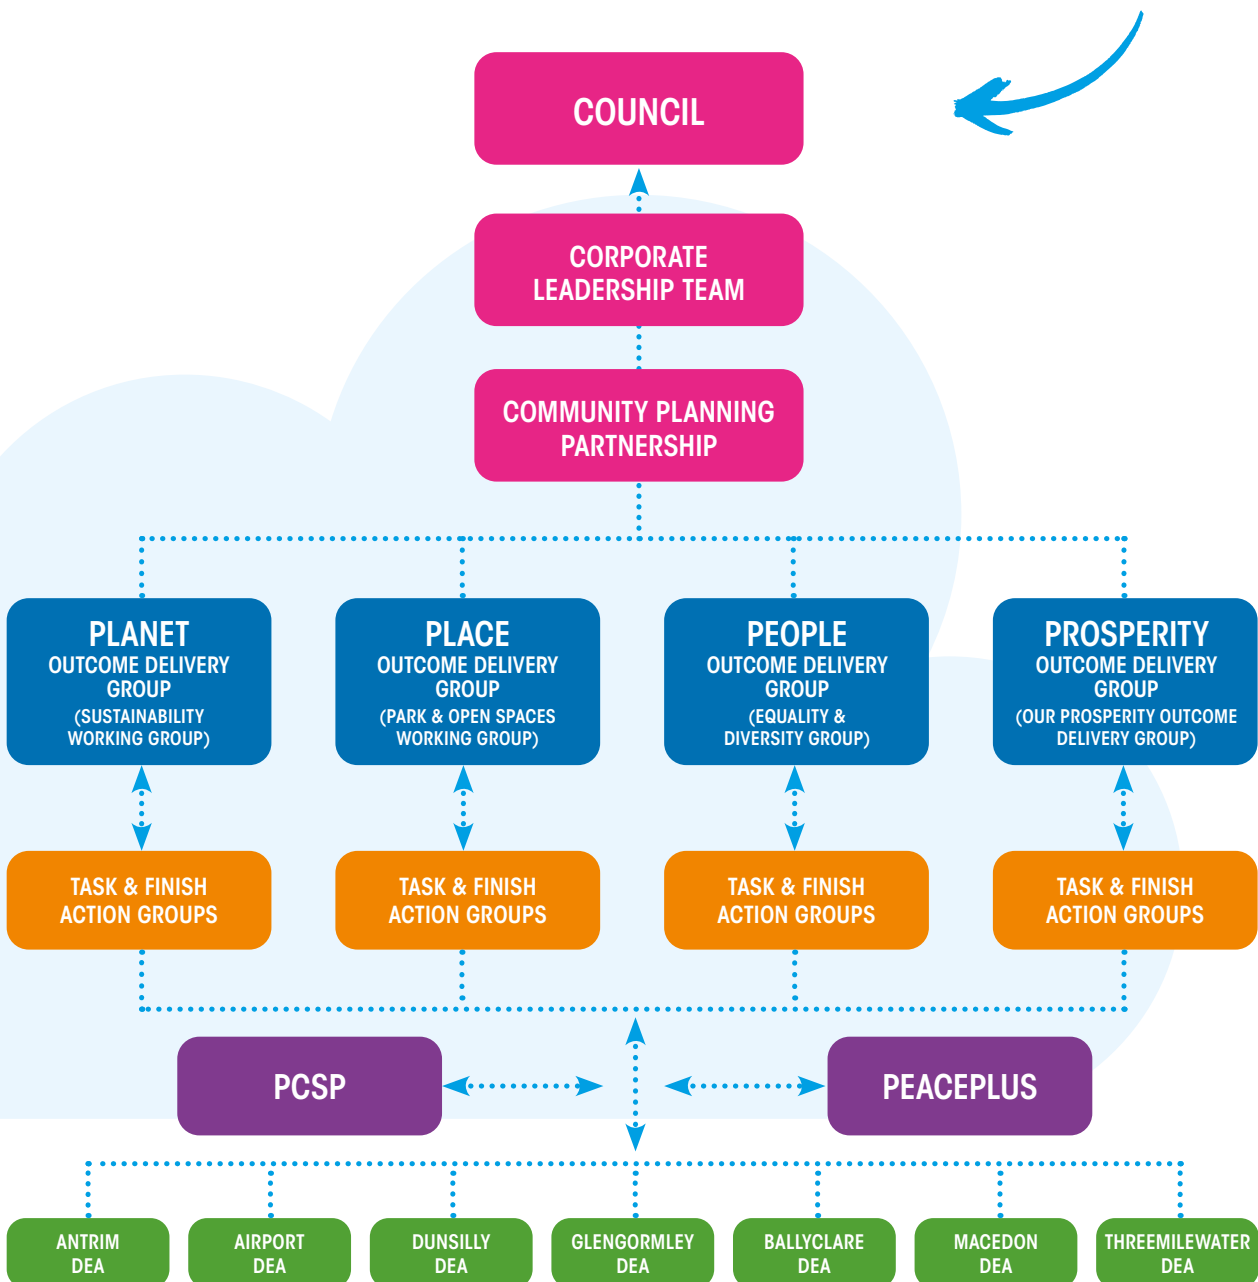 COUNCIL
CORPORATE
LEADERSHIP TEAM
COMMUNITY PLANNING
PARTNERSHIP
PLANET
OUTCOME DELIVERY
GROUP
(SUSTAINABILITY
WORKING GROUP)
PLACE
OUTCOME DELIVERY
GROUP
(PARK & OPEN SPACES
WORKING GROUP)
PEOPLE
OUTCOME DELIVERY
GROUP
(EQUALITY &
DIVERSITY GROUP)
PROSPERITY
OUTCOME DELIVERY
GROUP
(OUR PROSPERITY OUTCOME
DELIVERY GROUP)
TASK & FINISH
ACTION GROUPS
TASK & FINISH
ACTION GROUPS
TASK & FINISH
ACTION GROUPS
TASK & FINISH
ACTION GROUPS
PCSP
PEACEPLUS
ANTRIM
DEA
AIRPORT
DEA
DUNSILLY
DEA
GLENGORMLEY
DEA
BALLYCLARE
DEA
MACEDON
DEA
THREEMILEWATER
DEA